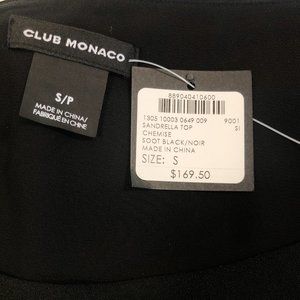 CLUB MONACO
S/P
MADE IN CHINA/
FABRIQUÉ EN CHINE
889040410600
1305 10003 0649 009 9001
SANDRELLA TOP SI
CHEMISE
SOOT BLACK/NOIR
MADE IN CHINA
SIZE: S
$169.50